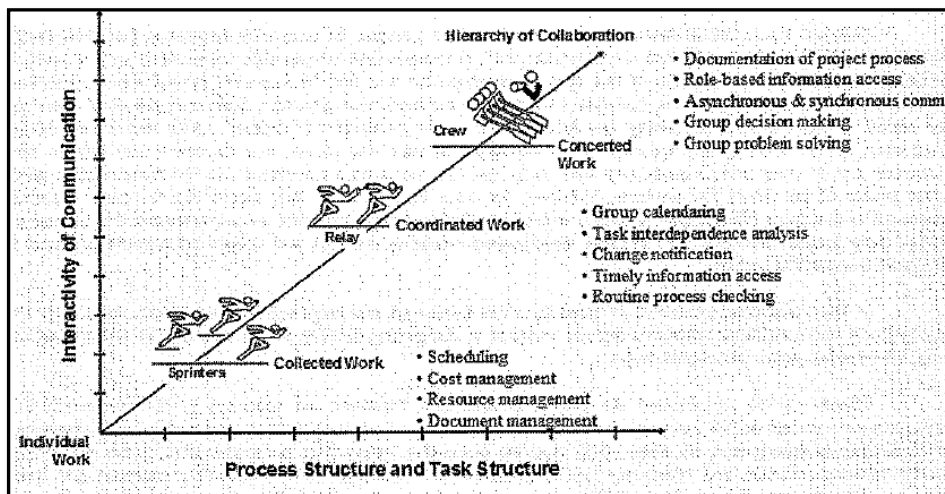 Hierarchy of Collaboration
• Documentation of project process
• Role-based information access
• Asynchronous & synchronous comm
• Group decision making
• Group problem solving
Crew
Concerted
Work
• Group calendaring
• Task interdependence analysis
• Change notification
• Timely information access
• Routine process checking
Relay
Coordinated Work
• Scheduling
• Cost management
• Resource management
• Document management
Sprinters
Collected Work
Interactivity of Communication
Individual
Work
Process Structure and Task Structure